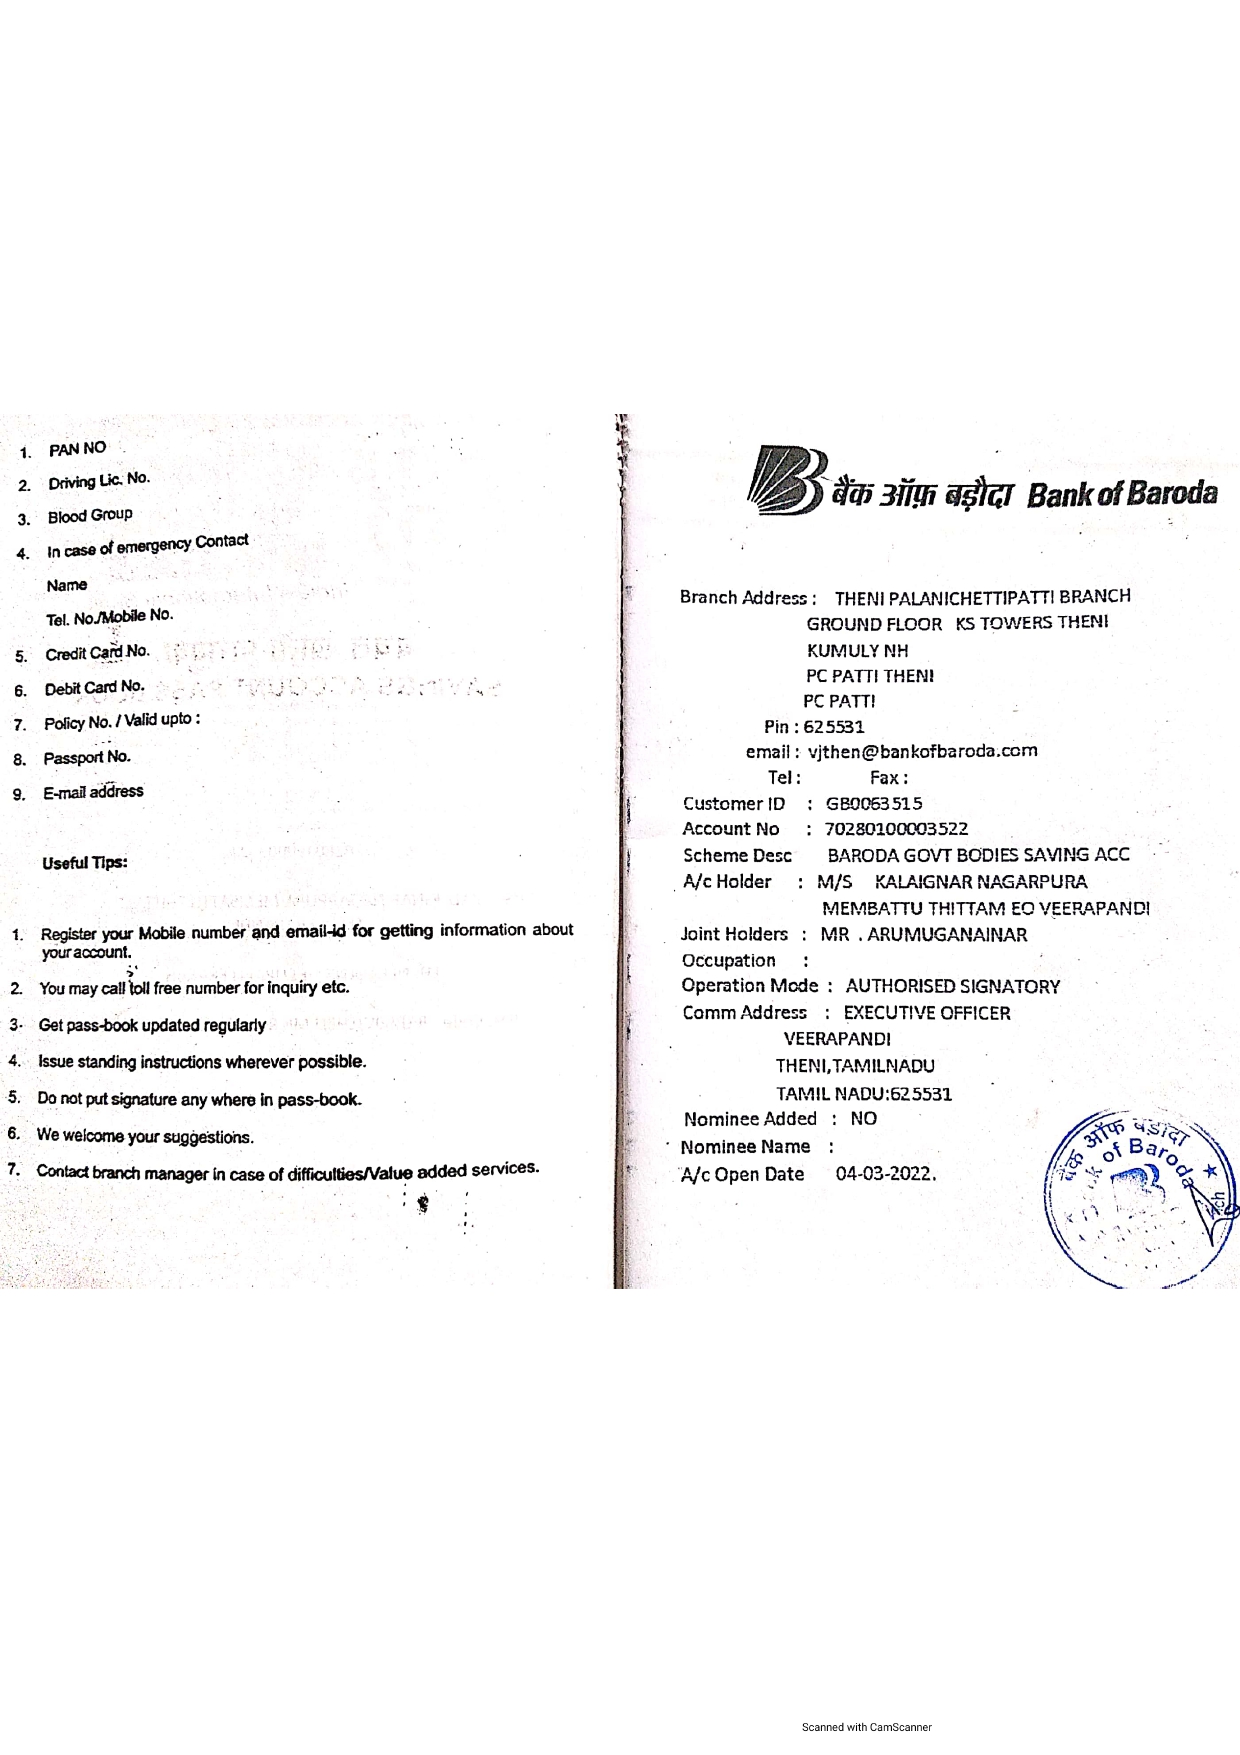 1. PAN NO
2. Driving Lic. No.
3. Blood Group
4. In case of emergency Contact
Name
Tel. No./Mobile No.
5. Credit Card No.
6. Debit Card No.
7. Policy No. / Valid upto :
8. Passport No.
9. E-mail address
Useful Tips:
1. Register your Mobile number and email-id for getting information about
your account.
2. You may call toll free number for inquiry etc.
3. Get pass-book updated regularly
4. Issue standing instructions wherever possible.
5. Do not put signature any where in pass-book.
6. We welcome your suggestions.
7. Contact branch manager in case of difficulties/Value added services.
बैंक ऑफ़ बड़ौदा Bank of Baroda
Branch Address : THENI PALANICHETTIPATTI BRANCH
GROUND FLOOR KS TOWERS THENI
KUMULY NH
PC PATTI THENI
PC PATTI
Pin : 625531
email : vjthen@bankofbaroda.com
Tel : Fax :
Customer ID : GB0063515
Account No : 70280100003522
Scheme Desc BARODA GOVT BODIES SAVING ACC
A/c Holder : M/S KALAIGNAR NAGARPURA
MEMBATTU THITTAM EO VEERAPANDI
Joint Holders : MR . ARUMUGANAINAR
Occupation :
Operation Mode : AUTHORISED SIGNATORY
Comm Address : EXECUTIVE OFFICER
VEERAPANDI
THENI,TAMILNADU
TAMIL NADU:625531
Nominee Added : NO
Nominee Name :
A/c Open Date 04-03-2022.
बैंक ऑफ बड़ौदा
Bank of Baroda
Scanned with CamScanner